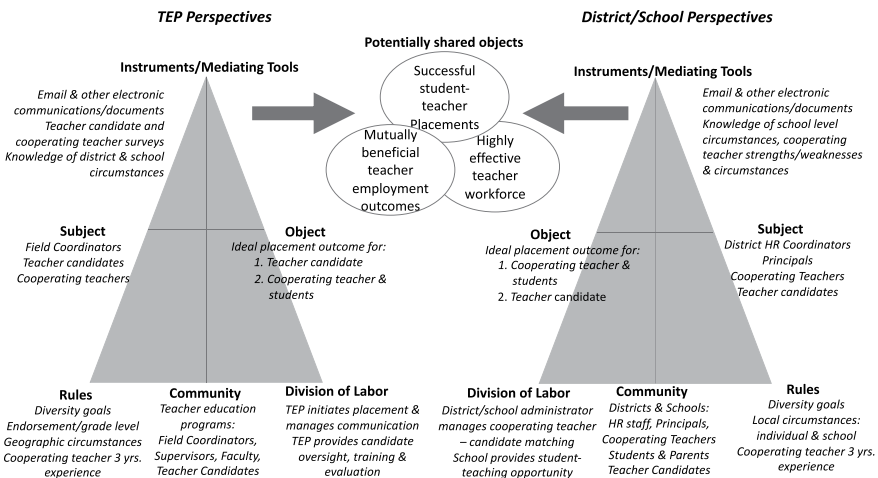 TEP Perspectives
District/School Perspectives
Potentially shared objects
Instruments/Mediating Tools
Email & other electronic
communications/documents
Teacher candidate and
cooperating teacher surveys
Knowledge of district & school
circumstances
Successful
student-
teacher
Placements
Mutually
beneficial
teacher
employment
outcomes
Highly
effective
teacher
workforce
Instruments/Mediating Tools
Email & other electronic
communications/documents
Knowledge of school level
circumstances, cooperating
teacher strengths/weaknesses
& circumstances
Subject
Field Coordinators
Teacher candidates
Cooperating teachers
Object
Ideal placement outcome for:
1. Teacher candidate
2. Cooperating teacher &
students
Object
Ideal placement outcome for:
1. Cooperating teacher &
students
2. Teacher candidate
Subject
District HR Coordinators
Principals
Cooperating Teachers
Teacher candidates
Rules
Diversity goals
Endorsement/grade level
Geographic circumstances
Cooperating teacher 3 yrs.
experience
Community
Teacher education
programs:
Field Coordinators,
Supervisors, Faculty,
Teacher Candidates
Division of Labor
TEP initiates placement &
manages communication
TEP provides candidate
oversight, training &
evaluation
Division of Labor
District/school administrator
manages cooperating teacher
– candidate matching
School provides student-
teaching opportunity
Community
Districts & Schools:
HR staff, Principals,
Cooperating Teachers
Students & Parents
Teacher Candidates
Rules
Diversity goals
Local circumstances:
individual & school
Cooperating teacher 3 yrs.
experience